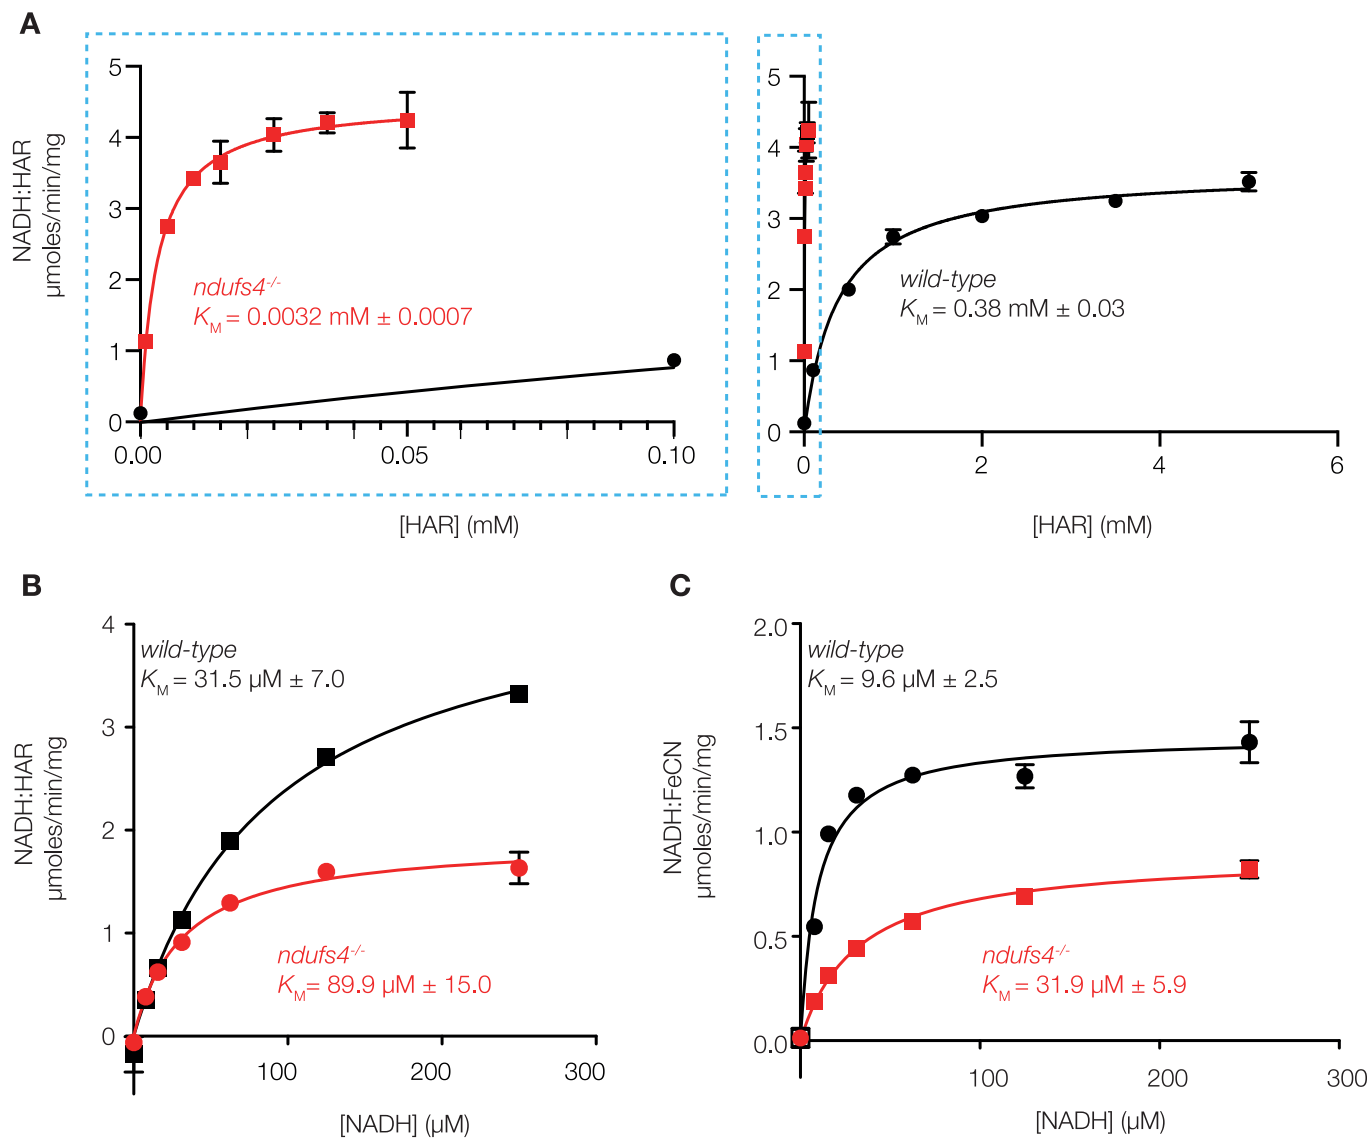 A
NADH:HAR
μmoles/min/mg
5
4
3
2
1
0
0.00
0.05
0.10
ndufs4-/-
KM = 0.0032 mM ± 0.0007
[HAR] (mM)
5
4
3
2
1
0
0
2
4
6
wild-type
KM = 0.38 mM ± 0.03
[HAR] (mM)
B
NADH:HAR
μmoles/min/mg
4
3
2
1
0
100
200
300
wild-type
KM = 31.5 μM ± 7.0
ndufs4-/-
KM = 89.9 μM ± 15.0
[NADH] (μM)
C
NADH:FeCN
μmoles/min/mg
2.0
1.5
1.0
0.5
0.0
100
200
300
wild-type
KM = 9.6 μM ± 2.5
ndufs4-/-
KM = 31.9 μM ± 5.9
[NADH] (μM)